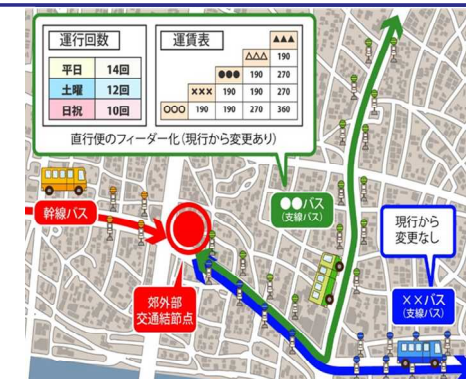 運行回数
平日 14回
土曜 12回
日祝 10回
運賃表
▲▲▲
△△△ 190
●●● 190 270
××× 190 190 270
○○○ 190 190 270 360
直行便のフィーダー化(現行から変更あり)
幹線バス
●●バス
(支線バス)
現行から
変更なし
××バス
(支線バス)
郊外部
交通結節点